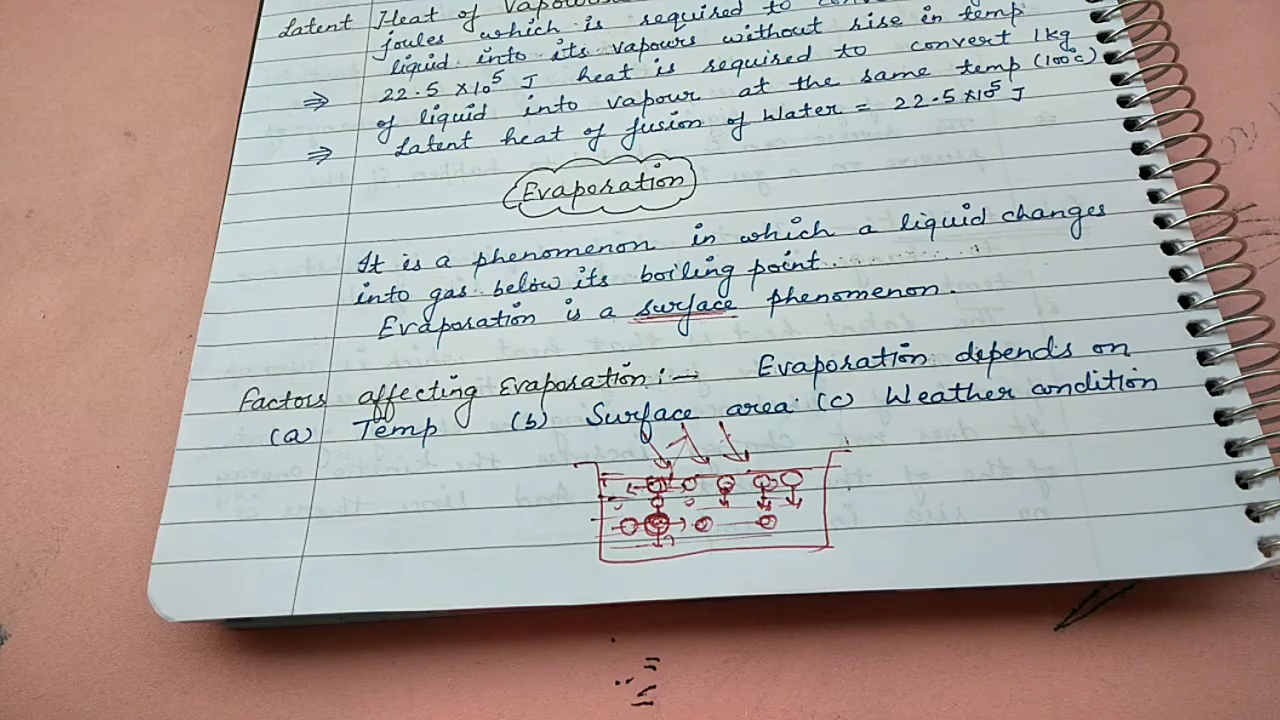 Latent Heat of Vapou
joules which is required to
liquid into its vapours without rise in temp
⇒ 22.5 × 10⁵ J heat is required to convert 1kg
of liquid into vapour at the same temp (100°c)
⇒ Latent heat of fusion of Water = 22.5 × 10⁵ J
Evaporation
It is a phenomenon in which a liquid changes
into gas below its boiling point......
Evaporation is a surface phenomenon.
Factors affecting Evaporation :→ Evaporation depends on
(a) Temp (b) Surface area (c) Weather condition